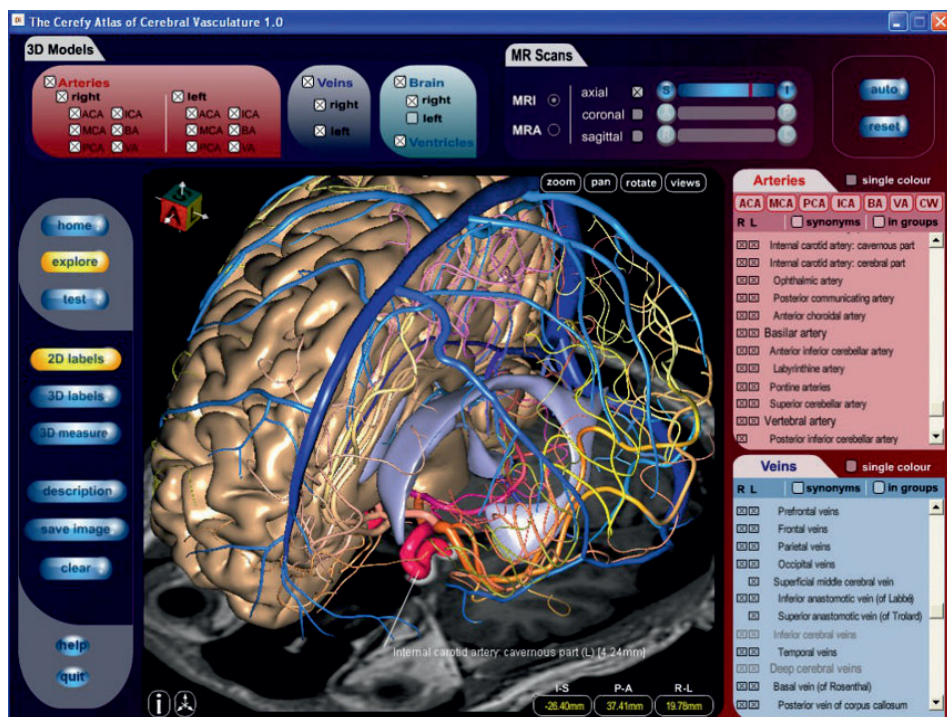 The Cerefy Atlas of Cerebral Vasculature 1.0
3D Models
Arteries
right
left
ACA ICA
MCA BA
PCA VA
ACA ICA
MCA BA
PCA VA
Veins
right
left
Brain
right
left
Ventricles
MR Scans
MRI
MRA
axial
S I
coronal
sagittal
auto
reset
home
explore
test
2D labels
3D labels
3D measure
description
save image
clear
help
quit
zoom pan rotate views
A
Internal carotid artery: cavernous part (L) [4.24mm]
i
I-S P-A R-L
-26.40mm 37.41mm 19.78mm
Arteries single colour
ACA MCA PCA ICA BA VA CW
R L synonyms in groups
Internal carotid artery: cavernous part
Internal carotid artery: cerebral part
Ophthalmic artery
Posterior communicating artery
Anterior choroidal artery
Basilar artery
Anterior inferior cerebellar artery
Labyrinthine artery
Pontine arteries
Superior cerebellar artery
Vertebral artery
Posterior inferior cerebellar artery
Veins single colour
R L synonyms in groups
Prefrontal veins
Frontal veins
Parietal veins
Occipital veins
Superficial middle cerebral vein
Inferior anastomotic vein (of Labbé)
Superior anastomotic vein (of Trolard)
Inferior cerebral veins
Temporal veins
Deep cerebral veins
Basal vein (of Rosenthal)
Posterior vein of corpus callosum